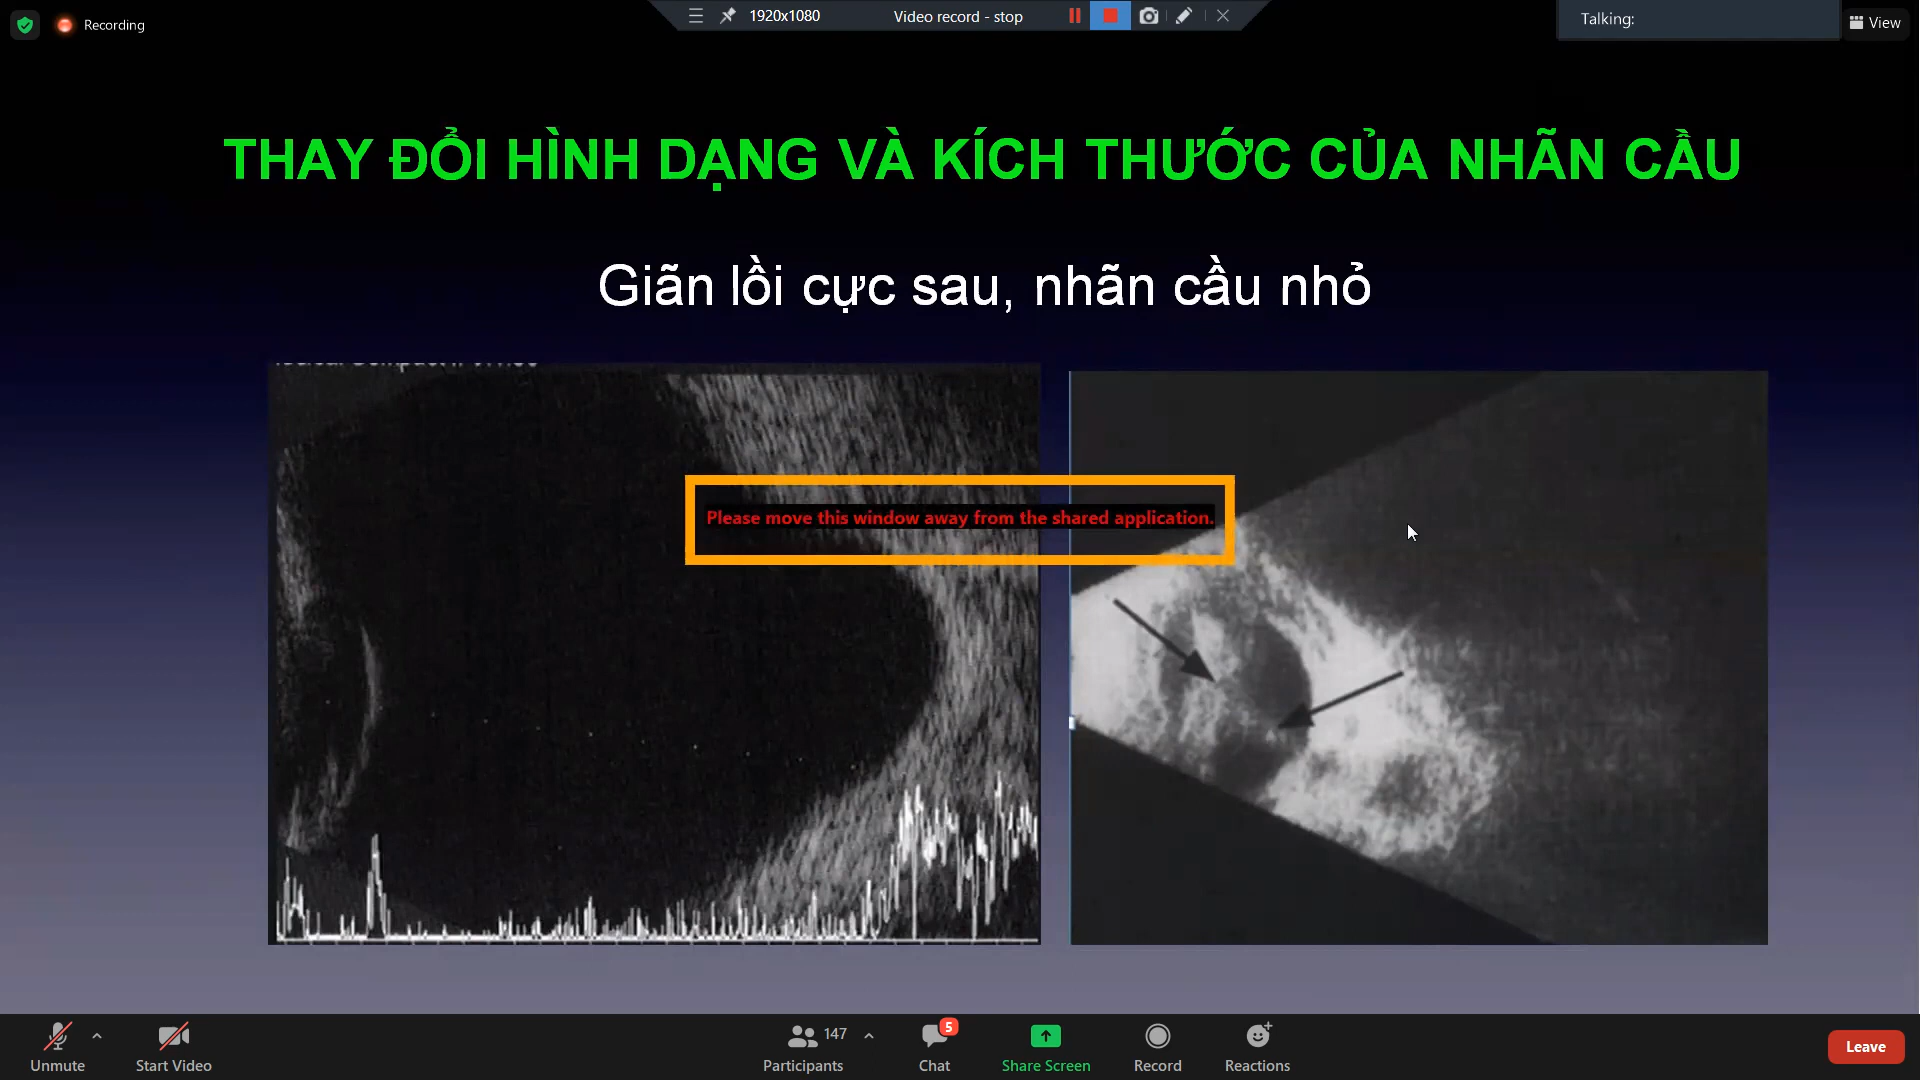 Recording
1920x1080
Video record - stop
Talking:
View
THAY ĐỔI HÌNH DẠNG VÀ KÍCH THƯỚC CỦA NHÃN CẦU
Giãn lồi cực sau, nhãn cầu nhỏ
Please move this window away from the shared application.
Unmute
Start Video
147
Participants
5
Chat
Share Screen
Record
Reactions
Leave